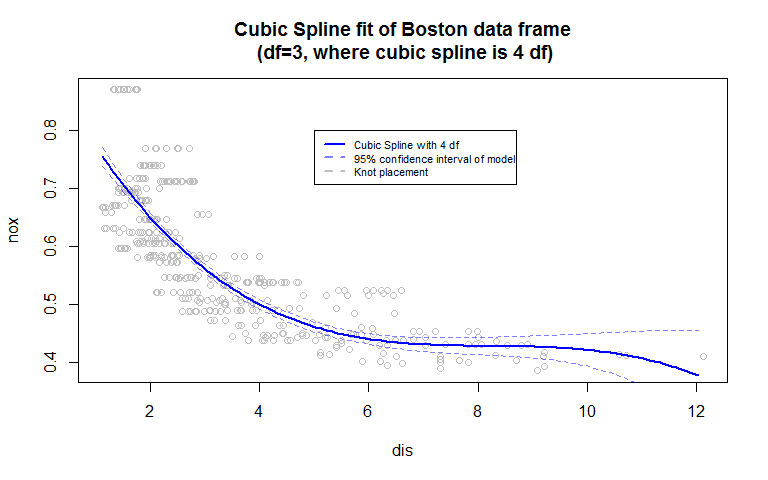 Cubic Spline fit of Boston data frame
(df=3, where cubic spline is 4 df)
Cubic Spline with 4 df
95% confidence interval of model
Knot placement
nox
0.4
0.5
0.6
0.7
0.8
2
4
6
8
10
12
dis